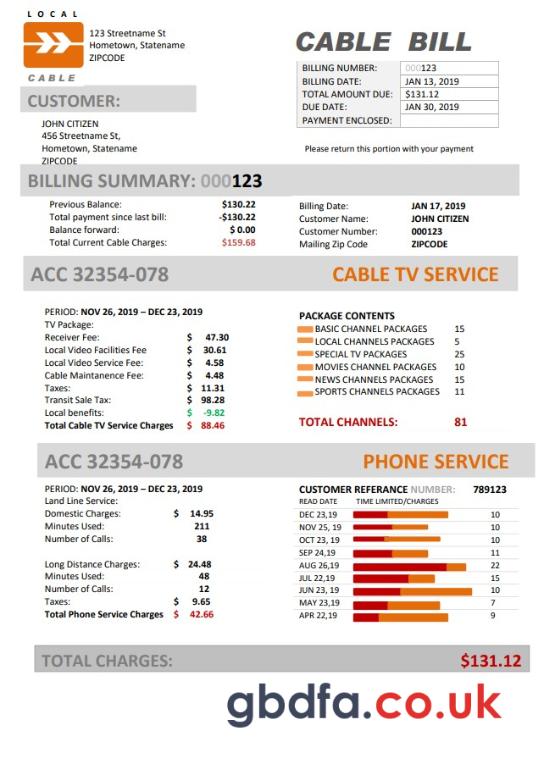 LOCAL
CABLE
123 Streetname St
Hometown, Statename
ZIPCODE
CABLE BILL
BILLING NUMBER: 000123
BILLING DATE: JAN 13, 2019
TOTAL AMOUNT DUE: $131.12
DUE DATE: JAN 30, 2019
PAYMENT ENCLOSED:
CUSTOMER:
JOHN CITIZEN
456 Streetname St,
Hometown, Statename
ZIPCODE
Please return this portion with your payment
BILLING SUMMARY: 000123
Previous Balance: $130.22
Total payment since last bill: -$130.22
Balance forward: $ 0.00
Total Current Cable Charges: $159.68
Billing Date: JAN 17, 2019
Customer Name: JOHN CITIZEN
Customer Number: 000123
Mailing Zip Code ZIPCODE
ACC 32354-078 CABLE TV SERVICE
PERIOD: NOV 26, 2019 – DEC 23, 2019
TV Package:
Receiver Fee: $ 47.30
Local Video Facilities Fee $ 30.61
Local Video Service Fee: $ 4.58
Cable Maintanence Fee: $ 4.48
Taxes: $ 11.31
Transit Sale Tax: $ 98.28
Local benefits: $ -9.82
Total Cable TV Service Charges $ 88.46
PACKAGE CONTENTS
BASIC CHANNEL PACKAGES 15
LOCAL CHANNELS PACKAGES 5
SPECIAL TV PACKAGES 25
MOVIES CHANNEL PACKAGES 10
NEWS CHANNEL PACKAGES 15
SPORTS CHANNEL PACKAGES 11
TOTAL CHANNELS: 81
ACC 32354-078 PHONE SERVICE
PERIOD: NOV 26, 2019 – DEC 23, 2019
Land Line Service:
Domestic Charges: $ 14.95
Minutes Used: 211
Number of Calls: 38
Long Distance Charges: $ 24.48
Minutes Used: 48
Number of Calls: 12
Taxes: $ 9.65
Total Phone Service Charges $ 42.66
CUSTOMER REFERANCE NUMBER: 789123
READ DATE TIME LIMITED/CHARGES
DEC 23,19 10
NOV 25, 19 10
OCT 23, 19 10
SEP 24,19 11
AUG 26,19 22
JUL 22,19 15
JUN 23, 19 10
MAY 23,19 7
APR 22,19 9
TOTAL CHARGES: $131.12
gbdfa.co.uk